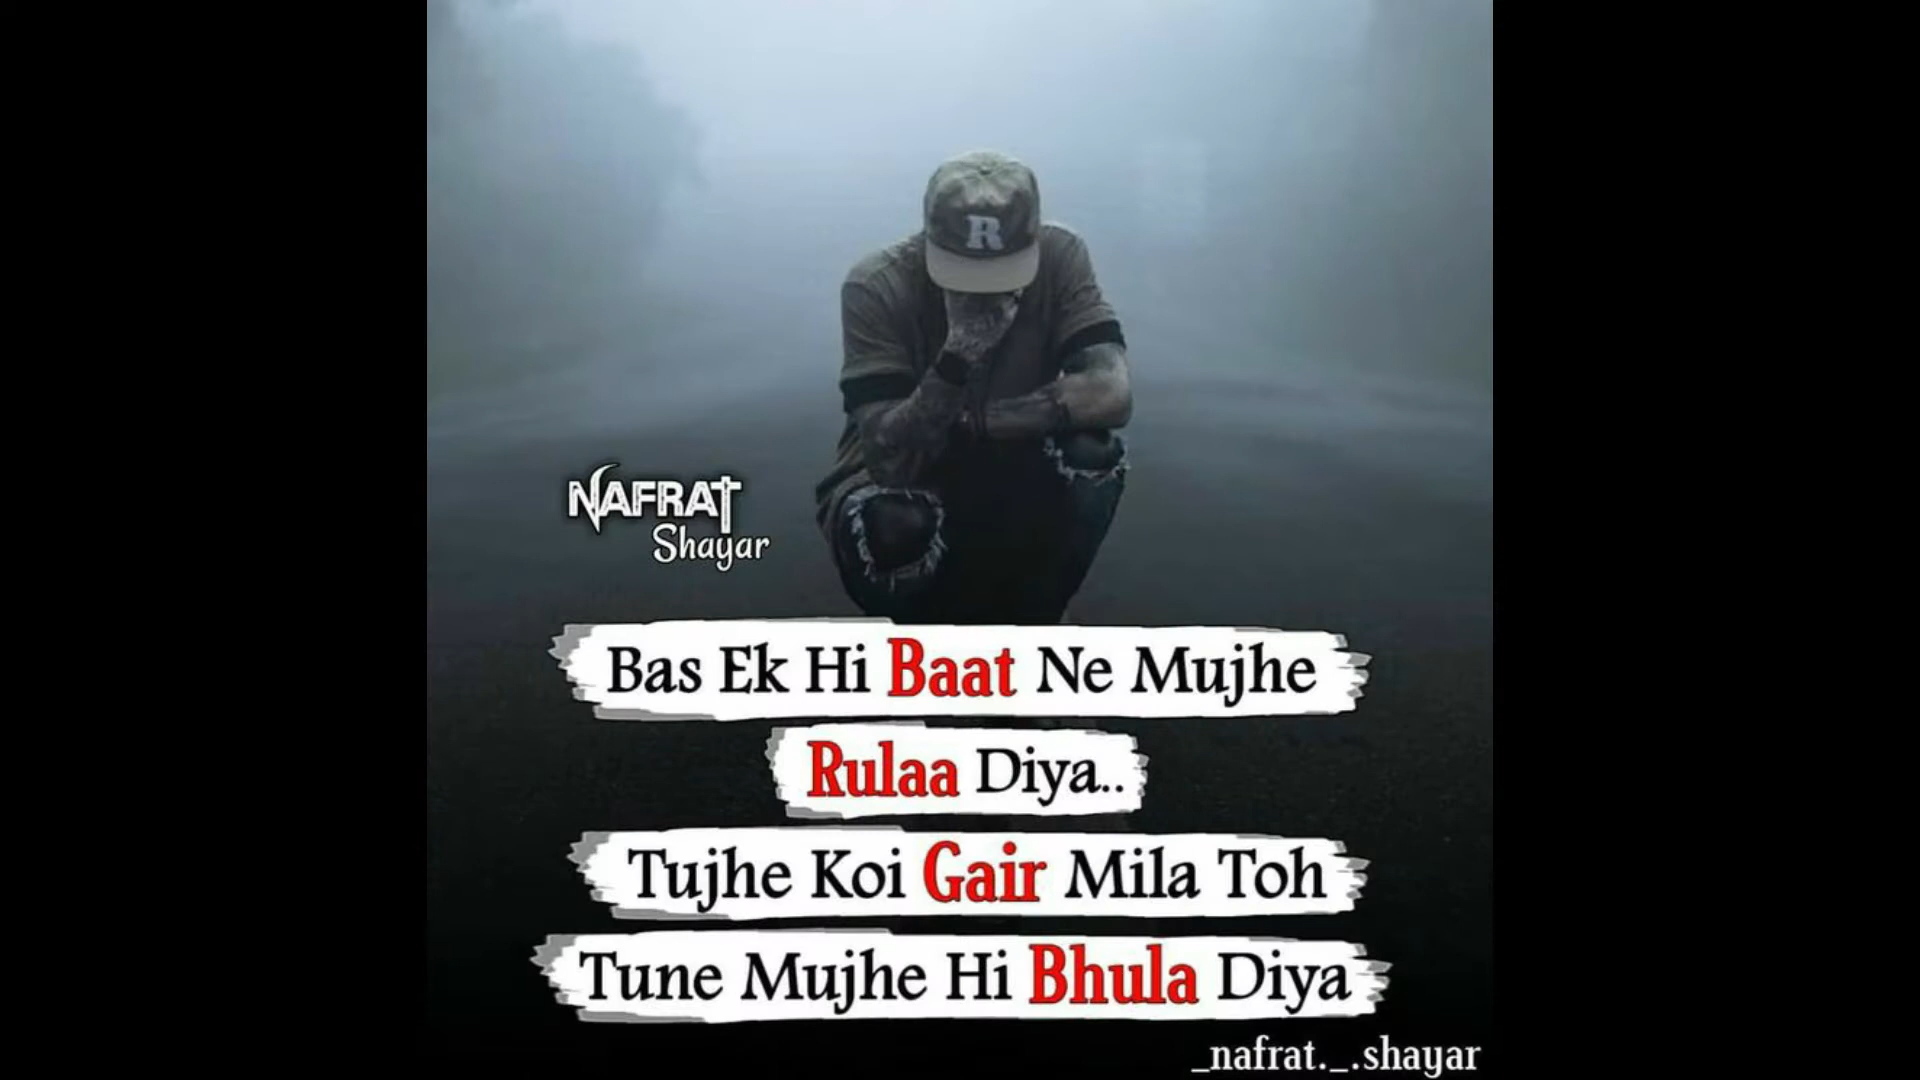 R
NAFRAT
Shayar
Bas Ek Hi Baat Ne Mujhe
Rulaa Diya..
Tujhe Koi Gair Mila Toh
Tune Mujhe Hi Bhula Diya
_nafrat._.shayar